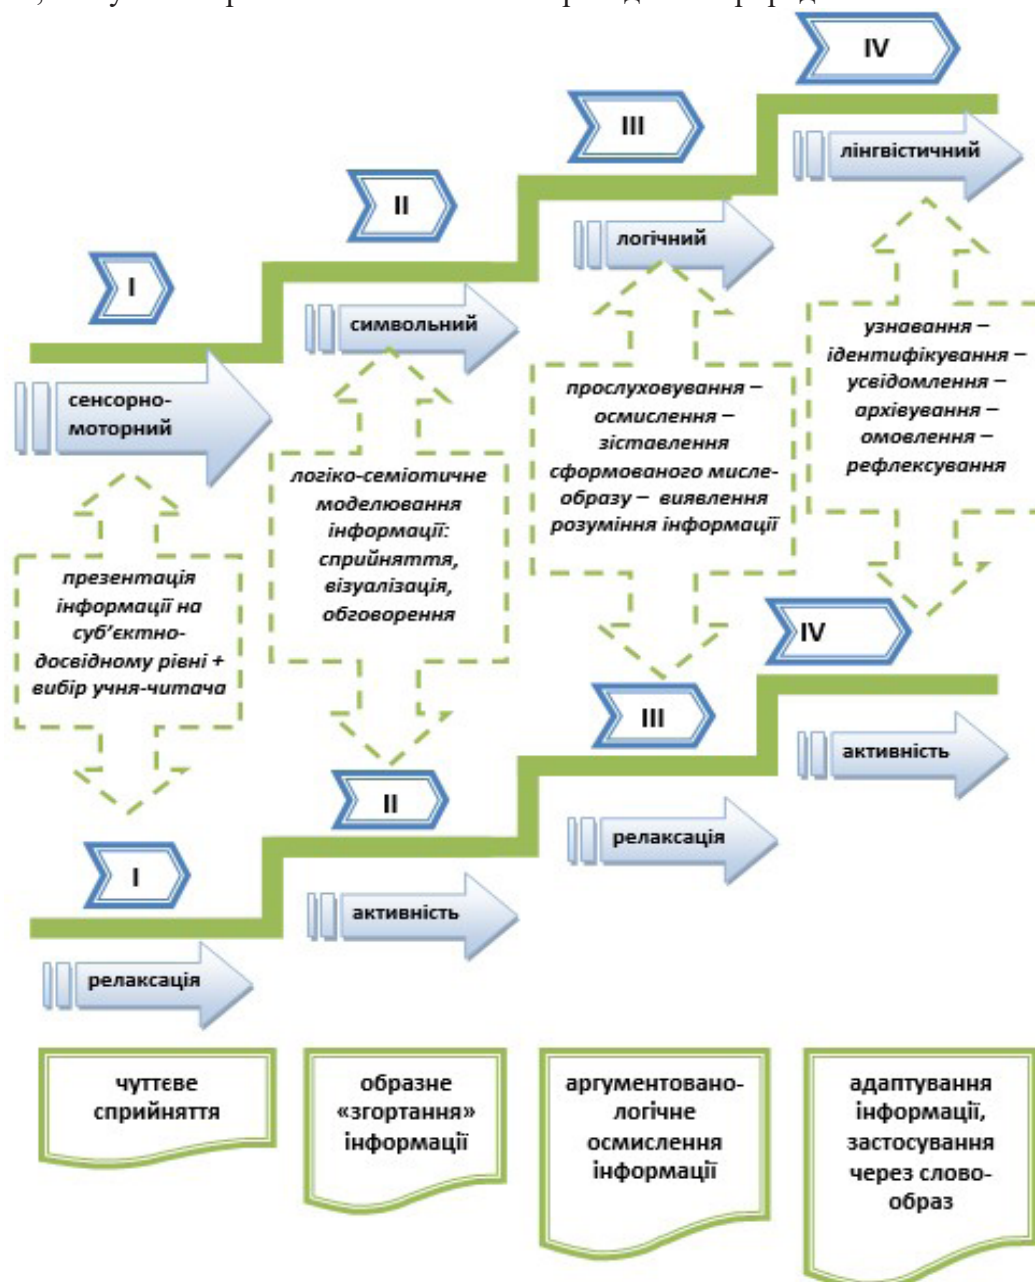 IV
III
лінгвістичний
II
логічний
I
символьний
сенсорно-
моторний
узнавання –
ідентифікування –
усвідомлення –
архівування –
омовлення –
рефлексування
прослуховування –
осмислення –
зіставлення
сформованого мисле-
образу – виявлення
розуміння інформації
логіко-семіотичне
моделювання
інформації:
сприйняття,
візуалізація,
обговорення
презентація
інформації на
суб’єктно-
досвідному рівні +
вибір учня-читача
IV
III
активність
II
релаксація
I
активність
релаксація
чуттєве
сприйняття
образне
«згортання»
інформації
аргументовано-
логічне
осмислення
інформації
адаптування
інформації,
застосування
через слово-
образ